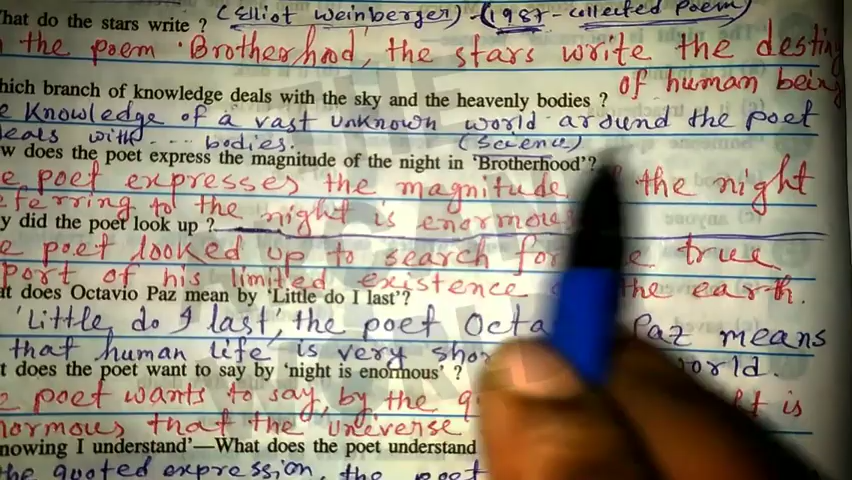 hat do the stars write ? (Elliot Weinberger) - (1987 - collected poem)
the poem 'Brotherhood', the stars write the destin
of human bein
hich branch of knowledge deals with the sky and the heavenly bodies ?
e knowledge of a vast unknown world around the poet
deals with ... bodies. (Science)
w does the poet express the magnitude of the night in 'Brotherhood'?
e poet expresses the magnitude the night
eferring to the night is enormous
y did the poet look up ?
e poet looked up to search for e true
port of his limited existence the earth.
at does Octavio Paz mean by 'Little do I last'?
'Little do I last', the poet Octa Paz means
that human life is very sho orld.
t does the poet want to say by 'night is enormous' ?
e poet wants to say, by the q t is
normous that the universe
nowing I understand'—What does the poet understand
the quoted expression, the poet